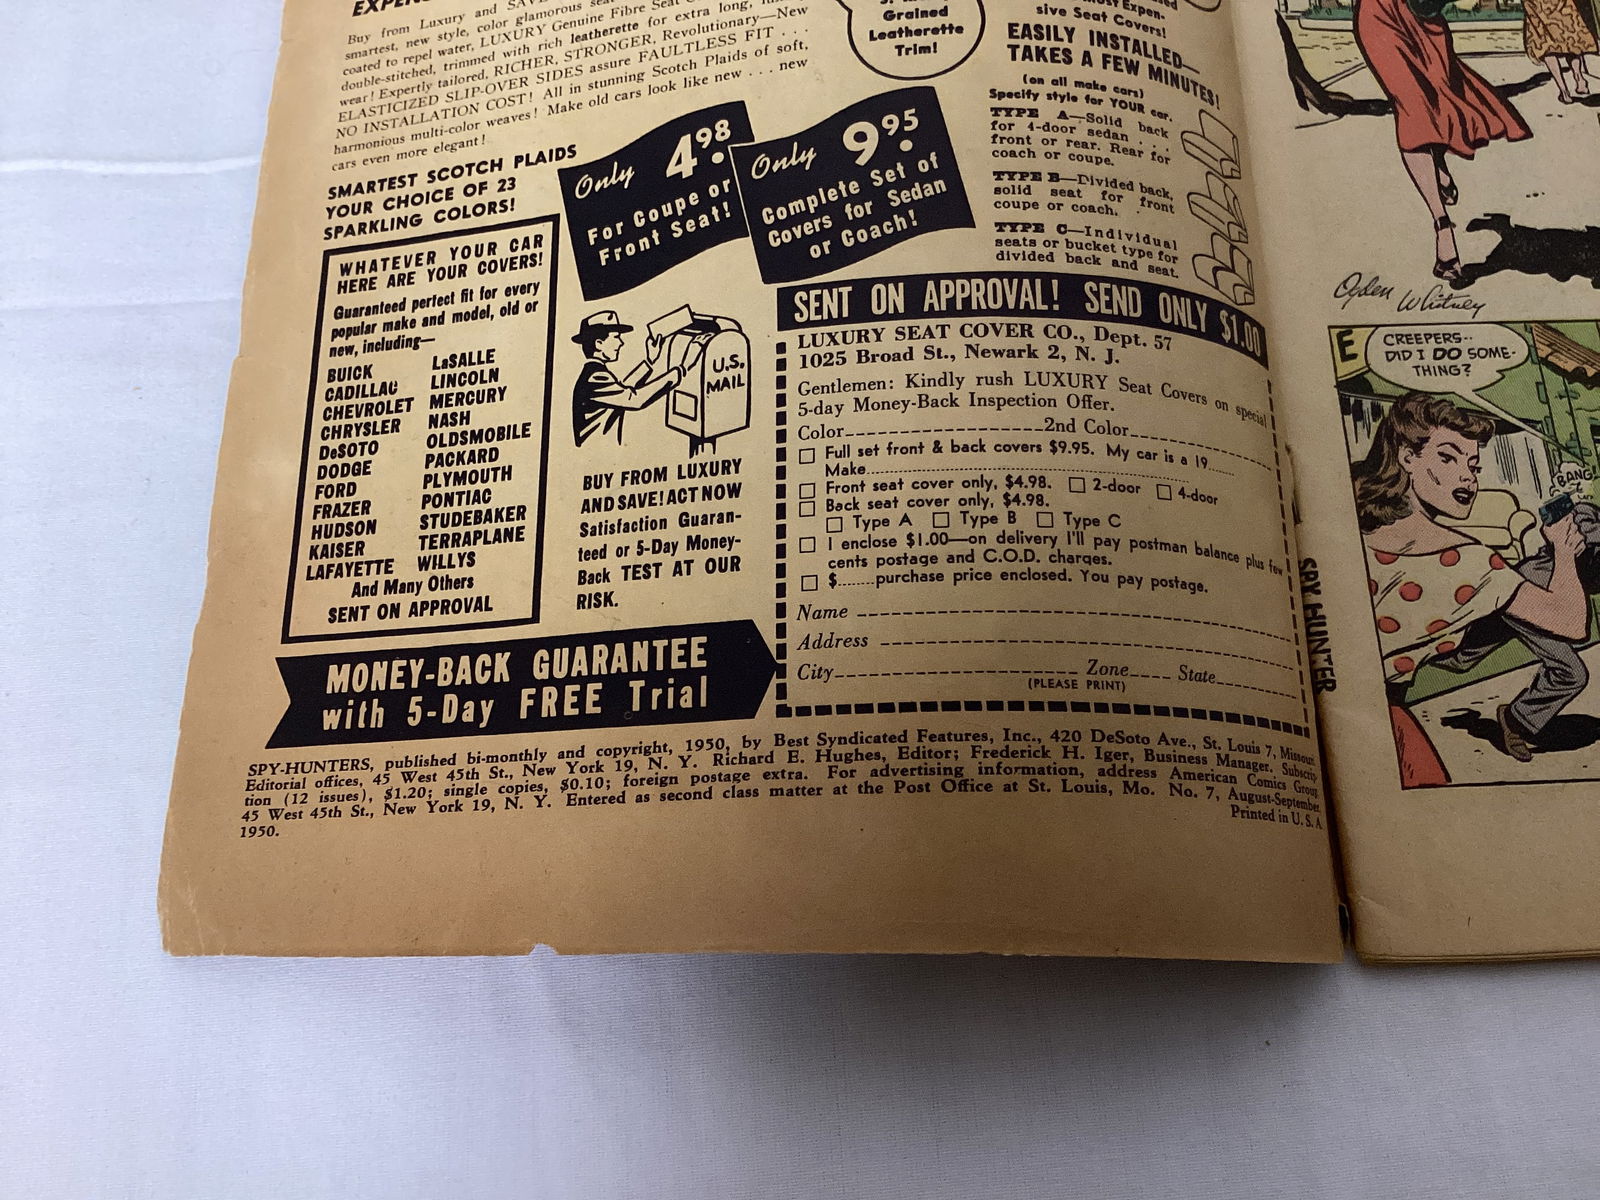 Buy from Luxury and
smartest, new style, color glamorous
coated to repel water, LUXURY Genuine Fibre Seat
double-stitched, trimmed with rich leatherette for extra long,
wear! Expertly tailored, RICHER, STRONGER, Revolutionary—New
ELASTICIZED SLIP-OVER SIDES assure FAULTLESS FIT . . .
NO INSTALLATION COST! All in stunning Scotch Plaids of soft,
harmonious multi-color weaves! Make old cars look like new . . . new
cars even more elegant!
SMARTEST SCOTCH PLAIDS
YOUR CHOICE OF 23
SPARKLING COLORS!
WHATEVER YOUR CAR
HERE ARE YOUR COVERS!
Guaranteed perfect fit for every
popular make and model, old or
new, including—
BUICK
CADILLAC
CHEVROLET
CHRYSLER
DeSOTO
DODGE
FORD
FRAZER
HUDSON
KAISER
LAFAYETTE
LaSALLE
LINCOLN
MERCURY
NASH
OLDSMOBILE
PACKARD
PLYMOUTH
PONTIAC
STUDEBAKER
TERRAPLANE
WILLYS
And Many Others
SENT ON APPROVAL
Only 4.98
For Coupe or
Front Seat!
Only 9.95
Complete Set of
Covers for Sedan
or Coach!
U.S.
MAIL
BUY FROM LUXURY
AND SAVE! ACT NOW
Satisfaction Guaran-
teed or 5-Day Money-
Back TEST AT OUR
RISK.
MONEY-BACK GUARANTEE
with 5-Day FREE Trial
Grained
Leatherette
Trim!
Expen-
sive Seat Covers!
EASILY INSTALLED—
TAKES A FEW MINUTES!
(on all make cars)
Specify style for YOUR car.
TYPE A—Solid back
for 4-door sedan . . .
front or rear. Rear for
coach or coupe.
TYPE B—Divided back,
solid seat for front
coupe or coach.
TYPE C—Individual
seats or bucket type for
divided back and seat.
SENT ON APPROVAL! SEND ONLY $1.00
LUXURY SEAT COVER CO., Dept. 57
1025 Broad St., Newark 2, N. J.
Gentlemen: Kindly rush LUXURY Seat Covers on special
5-day Money-Back Inspection Offer.
Color 2nd Color
Full set front & back covers $9.95. My car is a 19
Make
Front seat cover only, $4.98. 2-door 4-door
Back seat cover only, $4.98.
Type A Type B Type C
I enclose $1.00—on delivery I'll pay postman balance plus few
cents postage and C.O.D. charges.
$........purchase price enclosed. You pay postage.
Name
Address
City Zone State
(PLEASE PRINT)
SPY-HUNTERS, published bi-monthly and copyright, 1950, by Best Syndicated Features, Inc., 420 DeSoto Ave., St. Louis 7, Missouri.
Editorial offices, 45 West 45th St., New York 19, N. Y. Richard E. Hughes, Editor; Frederick H. Iger, Business Manager. Subscrip-
tion (12 issues), $1.20; single copies, $0.10; foreign postage extra. For advertising information, address American Comics Group,
45 West 45th St., New York 19, N. Y. Entered as second class matter at the Post Office at St. Louis, Mo. No. 7, August-September,
1950.
Printed in U. S. A
SPY HUNTER
Ogden Whitney
E
CREEPERS--
DID I DO SOME-
THING?
BANG!